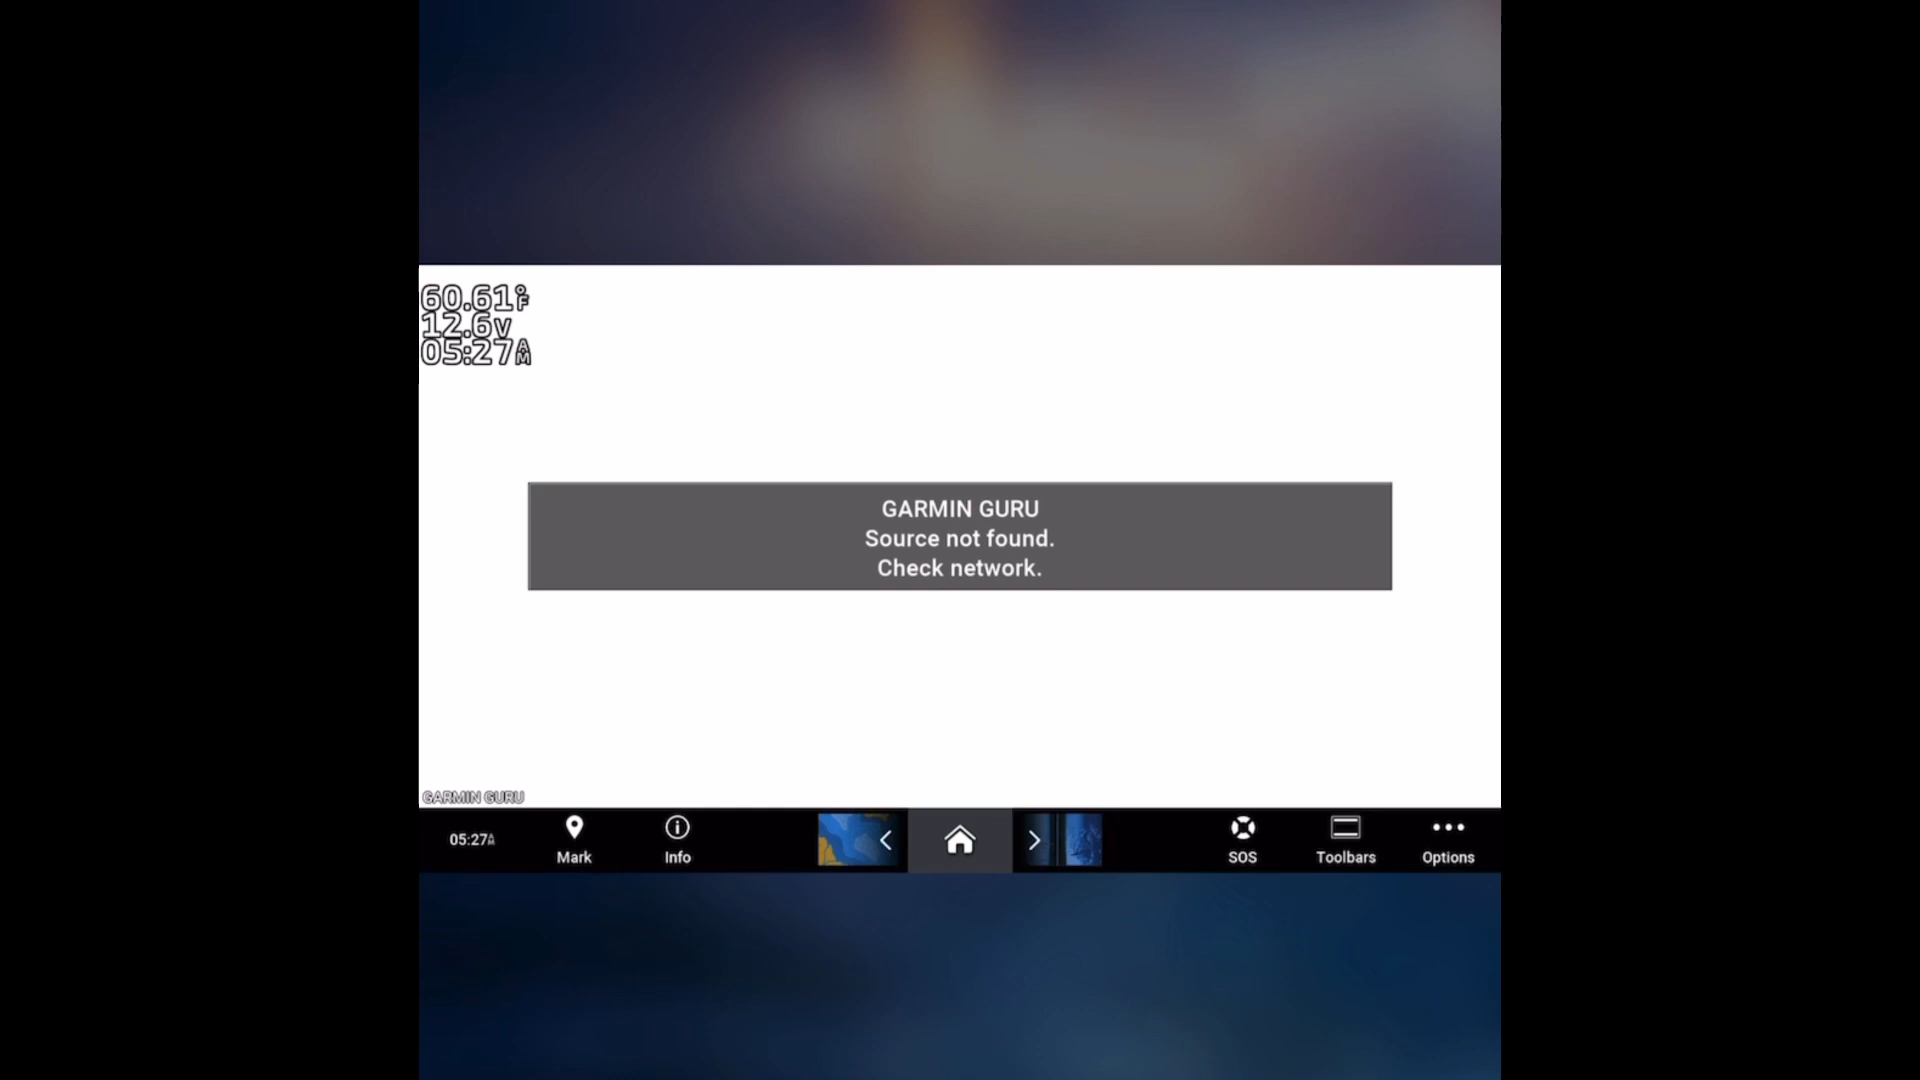 60.61°F
12.6V
05:27AM
GARMIN GURU
Source not found.
Check network.
GARMIN GURU
05:27AM
Mark
Info
SOS
Toolbars
Options